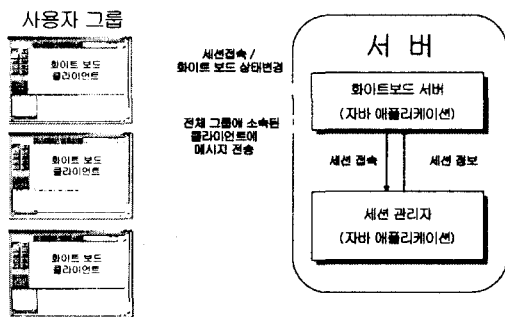 사용자 그룹
화이트 보드
클라이언트
화이트 보드
클라이언트
화이트 보드
클라이언트
세션접속 /
화이트 보드 상태변경
전체 그룹에 소속된
클라이언트에
메시지 전송
서 버
화이트보드 서버
(자바 애플리케이션)
세션 접속
세션 정보
세션 관리자
(자바 애플리케이션)